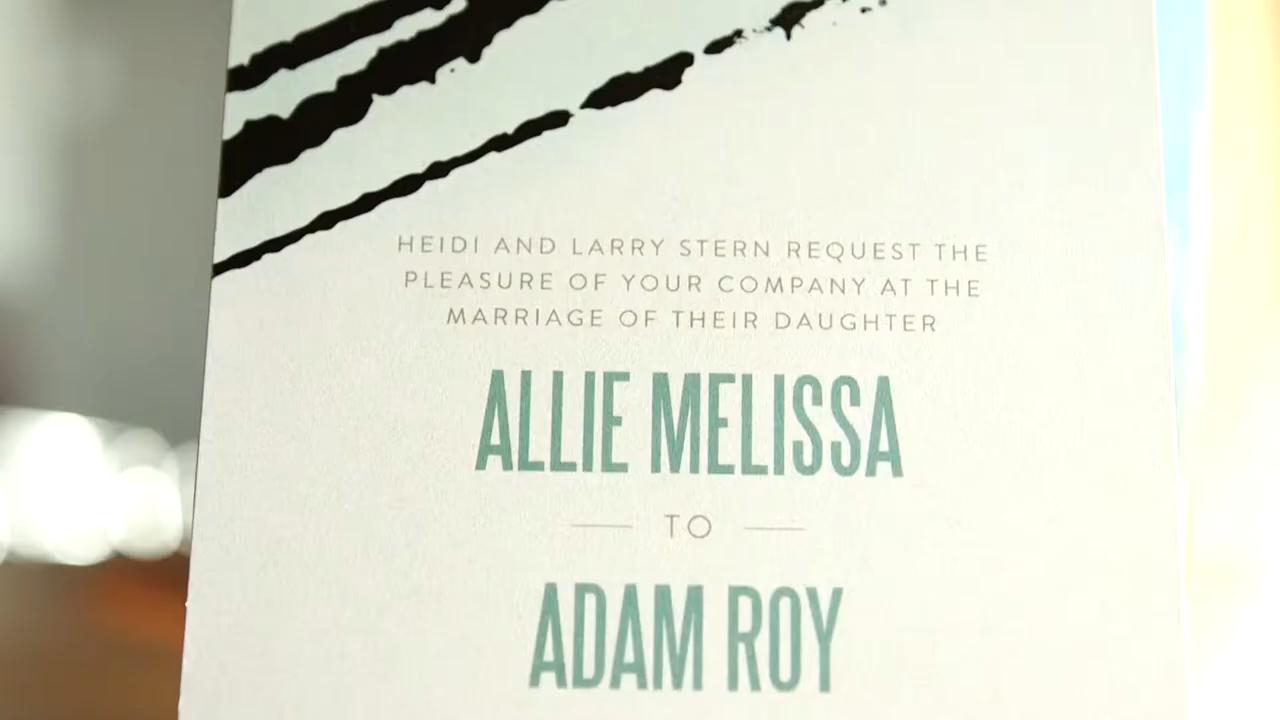 HEIDI AND LARRY STERN REQUEST THE
PLEASURE OF YOUR COMPANY AT THE
MARRIAGE OF THEIR DAUGHTER
ALLIE MELISSA
TO
ADAM ROY